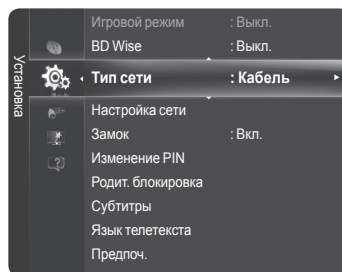 Установка
Игровой режим : Выкл.
BD Wise : Выкл.
Тип сети : Кабель
Настройка сети
Замок : Вкл.
Изменение PIN
Родит. блокировка
Субтитры
Язык телетекста
Предпоч.